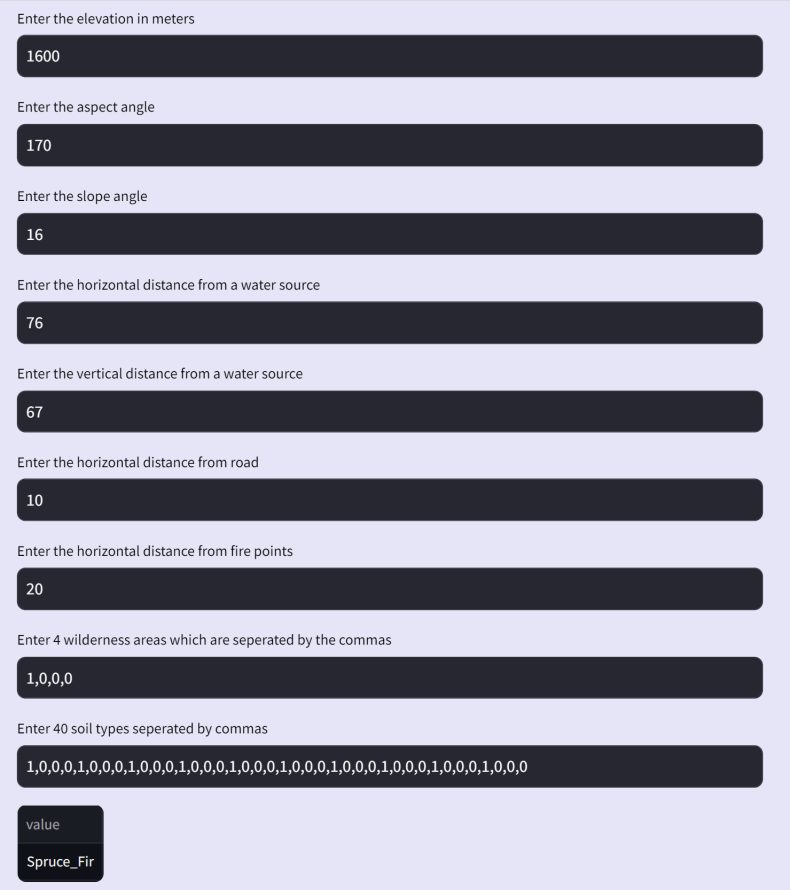 Enter the elevation in meters
1600
Enter the aspect angle
170
Enter the slope angle
16
Enter the horizontal distance from a water source
76
Enter the vertical distance from a water source
67
Enter the horizontal distance from road
10
Enter the horizontal distance from fire points
20
Enter 4 wilderness areas which are seperated by the commas
1,0,0,0
Enter 40 soil types seperated by commas
1,0,0,0,1,0,0,0,1,0,0,0,1,0,0,0,1,0,0,0,1,0,0,0,1,0,0,0,1,0,0,0,1,0,0,0,1,0,0,0
value
Spruce_Fir